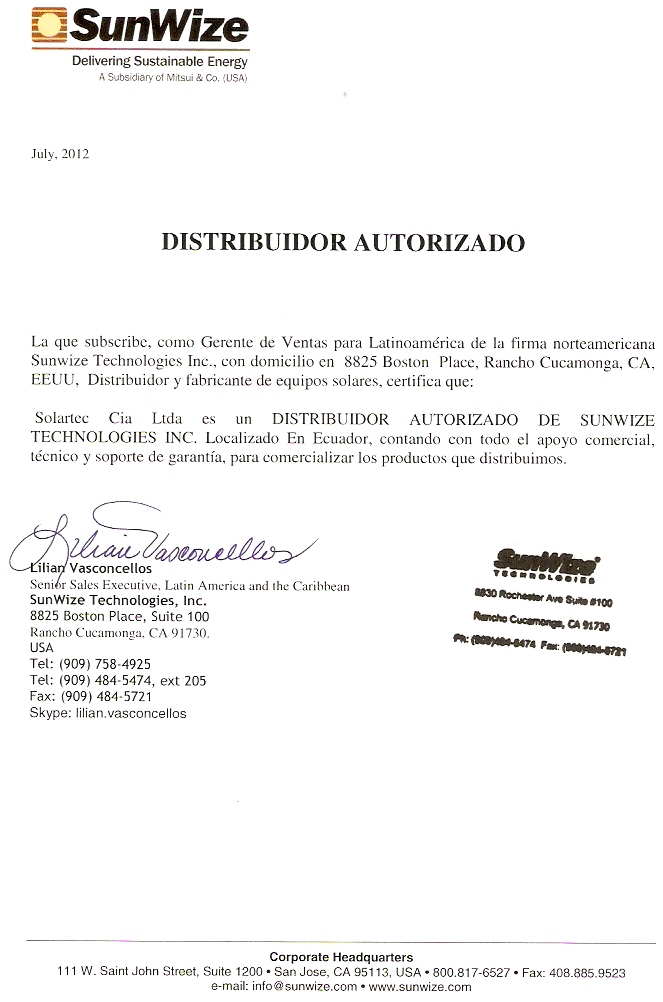 SunWize
Delivering Sustainable Energy
A Subsidiary of Mitsui & Co. (USA)
July, 2012
DISTRIBUIDOR AUTORIZADO
La que subscribe, como Gerente de Ventas para Latinoamérica de la firma norteamericana
Sunwize Technologies Inc., con domicilio en 8825 Boston Place, Rancho Cucamonga, CA,
EEUU, Distribuidor y fabricante de equipos solares, certifica que:
Solartec Cia Ltda es un DISTRIBUIDOR AUTORIZADO DE SUNWIZE
TECHNOLOGIES INC. Localizado En Ecuador, contando con todo el apoyo comercial,
técnico y soporte de garantía, para comercializar los productos que distribuimos.
Lilian Vasconcellos
Lilian Vasconcellos
Senior Sales Executive, Latin America and the Caribbean
SunWize Technologies, Inc.
8825 Boston Place, Suite 100
Rancho Cucamonga, CA 91730.
USA
Tel: (909) 758-4925
Tel: (909) 484-5474, ext 205
Fax: (909) 484-5721
Skype: lilian.vasconcellos
SunWize
TECHNOLOGIES
8830 Rochester Ave Suite #100
Rancho Cucamonga, CA 91730
Ph: (909)484-5474 Fax: (909)484-5721
Corporate Headquarters
111 W. Saint John Street, Suite 1200 • San Jose, CA 95113, USA • 800.817-6527 • Fax: 408.885.9523
e-mail: info@sunwize.com • www.sunwize.com